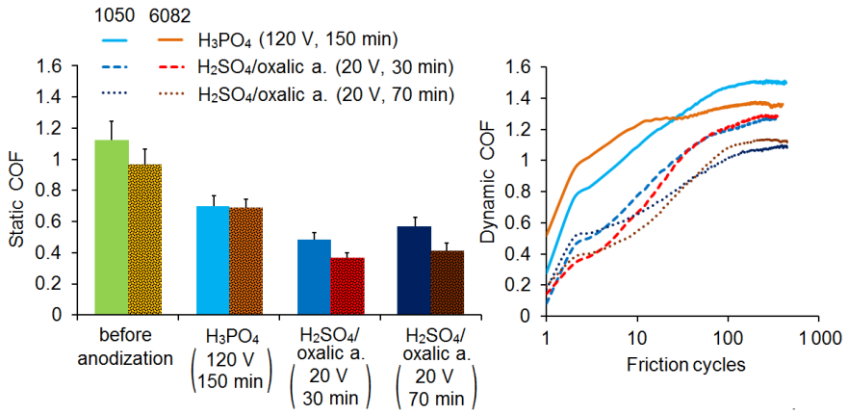 1050 6082
H₃PO₄ (120 V, 150 min)
H₂SO₄/oxalic a. (20 V, 30 min)
H₂SO₄/oxalic a. (20 V, 70 min)
Static COF
1.6
1.4
1.2
1
0.8
0.6
0.4
0.2
0
before
anodization
H₃PO₄
(120 V
150 min)
H₂SO₄/
oxalic a.
(20 V
30 min)
H₂SO₄/
oxalic a.
(20 V
70 min)
Dynamic COF
1.6
1.4
1.2
1
0.8
0.6
0.4
0.2
0
1
10
100
1 000
Friction cycles